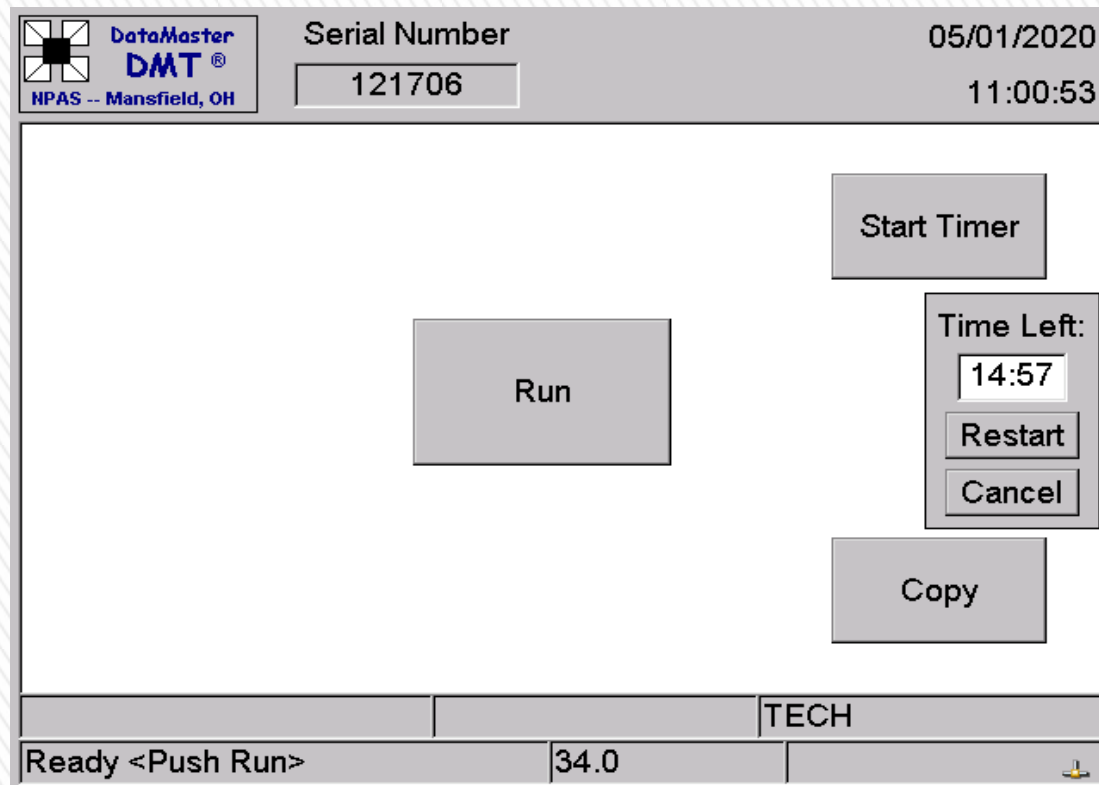 DataMaster
DMT ®
NPAS -- Mansfield, OH
Serial Number
121706
05/01/2020
11:00:53
Start Timer
Time Left:
14:57
Restart
Cancel
Run
Copy
TECH
Ready <Push Run>
34.0